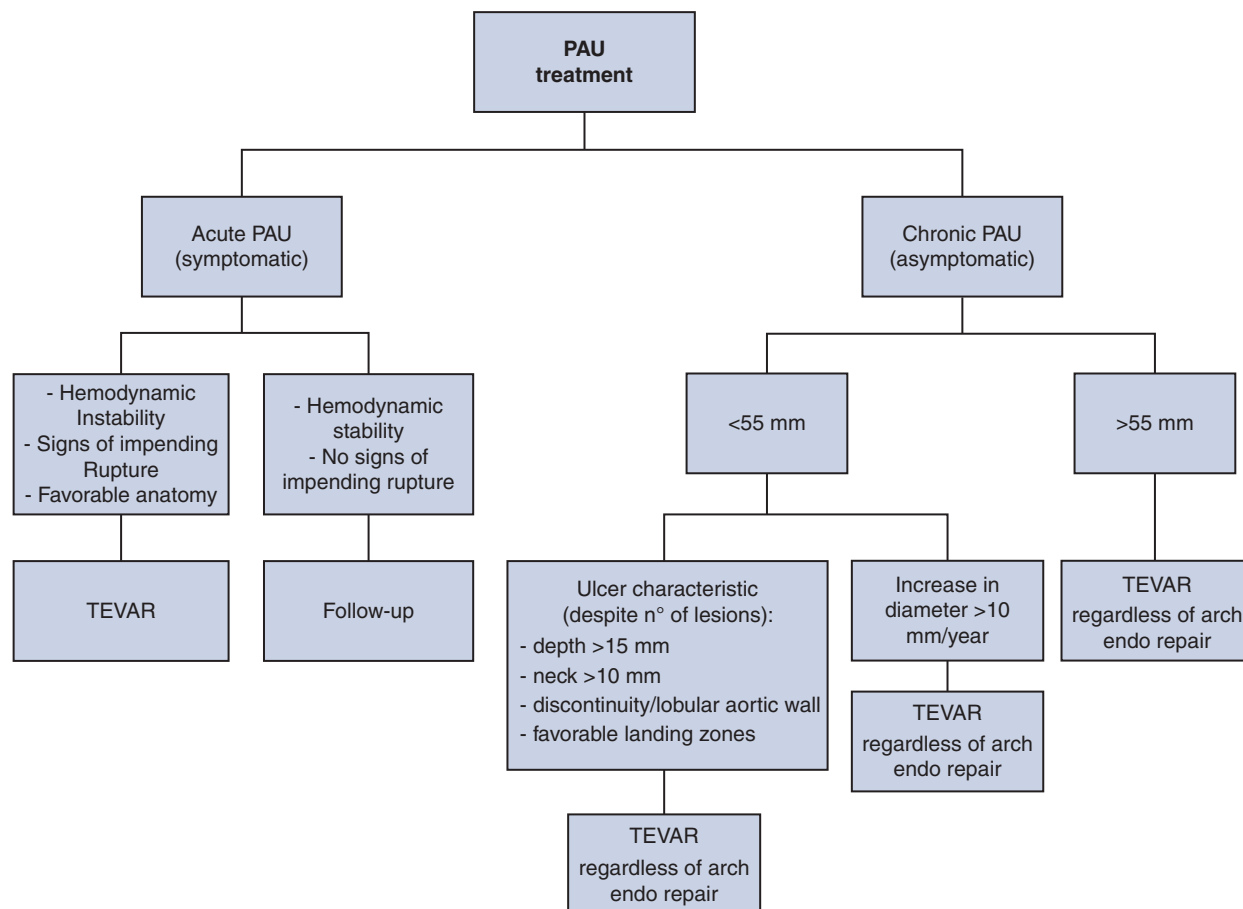 PAU
treatment
Acute PAU
(symptomatic)
Chronic PAU
(asymptomatic)
- Hemodynamic
Instability
- Signs of impending
Rupture
- Favorable anatomy
- Hemodynamic
stability
- No signs of
impending rupture
<55 mm
>55 mm
TEVAR
Follow-up
Ulcer characteristic
(despite n° of lesions):
- depth >15 mm
- neck >10 mm
- discontinuity/lobular aortic wall
- favorable landing zones
Increase in
diameter >10
mm/year
TEVAR
regardless of arch
endo repair
TEVAR
regardless of arch
endo repair
TEVAR
regardless of arch
endo repair